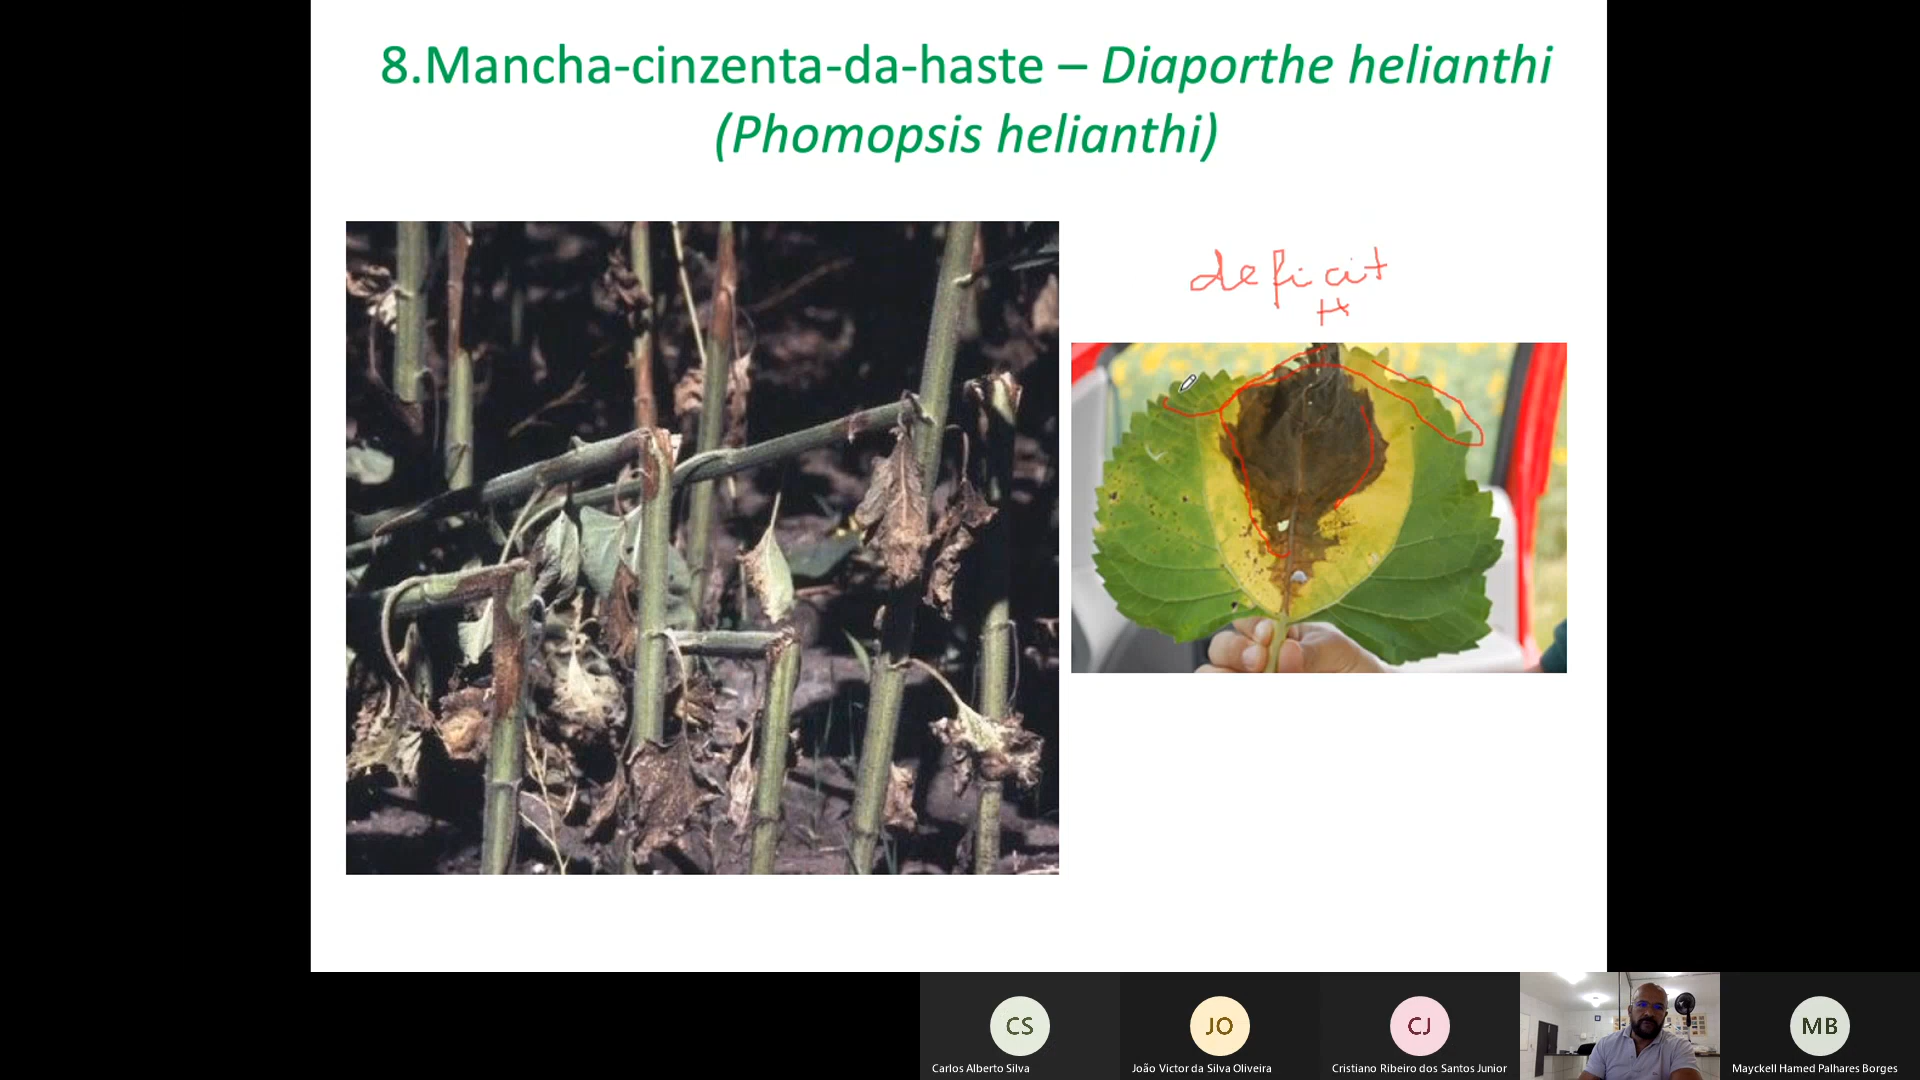 8.Mancha-cinzenta-da-haste – Diaporthe helianthi
(Phomopsis helianthi)
deficit
H
CS
JO
CJ
MB
Carlos Alberto Silva
João Victor da Silva Oliveira
Cristiano Ribeiro dos Santos Junior
Mayckell Hamed Palhares Borges